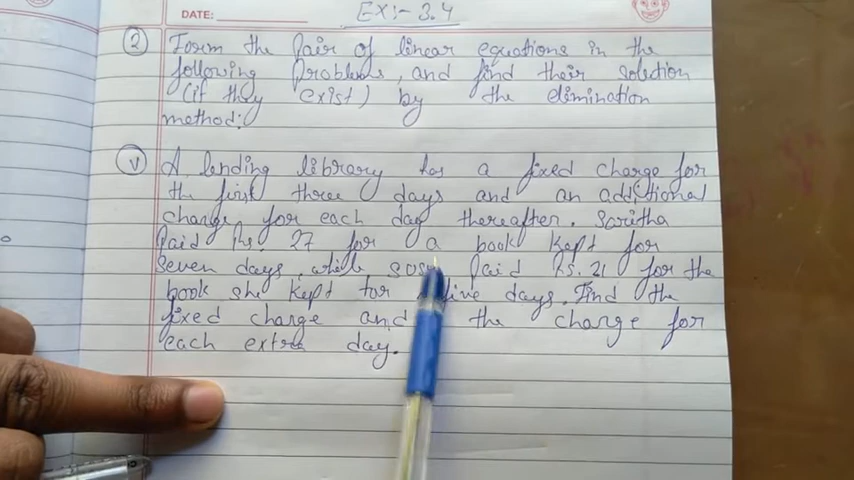 DATE:
EX:- 3.4
② Form the pair of linear equations in the
following problems, and find their solution
(if they exist) by the elimination
method:
ⓥ A lending library has a fixed charge for
the first three days and an additional
charge for each day thereafter. Saritha
Paid Rs. 27 for a book kept for
seven days, while Paid Rs. 21 for the
book she kept for five days. Find the
fixed charge and the charge for
each extra day.